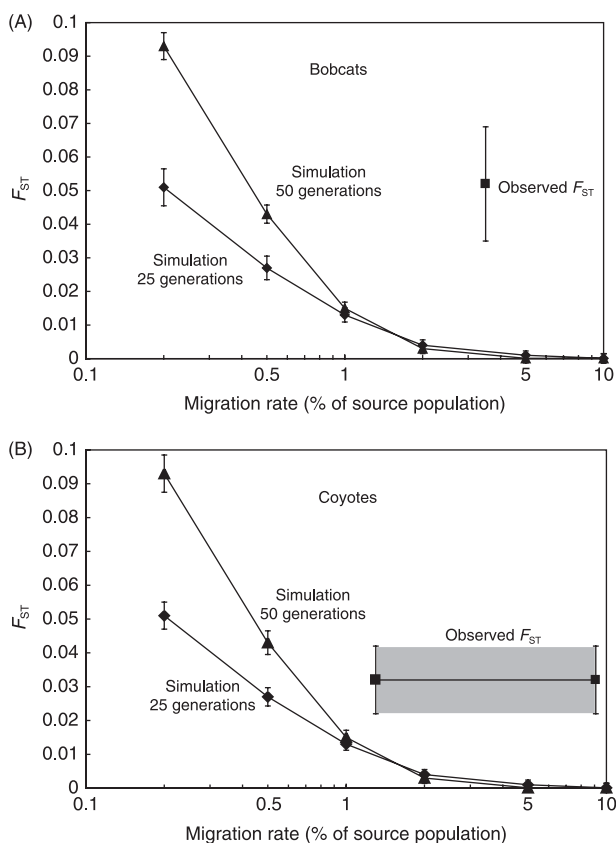 (A)
0.1
0.09
0.08
0.07
0.06
0.05
0.04
0.03
0.02
0.01
0
F_ST
Bobcats
Simulation
50 generations
Observed F_ST
Simulation
25 generations
0.1 0.5 1 5 10
Migration rate (% of source population)
(B)
0.1
0.09
0.08
0.07
0.06
0.05
0.04
0.03
0.02
0.01
0
F_ST
Coyotes
Simulation
50 generations
Observed F_ST
Simulation
25 generations
0.1 0.5 1 5 10
Migration rate (% of source population)